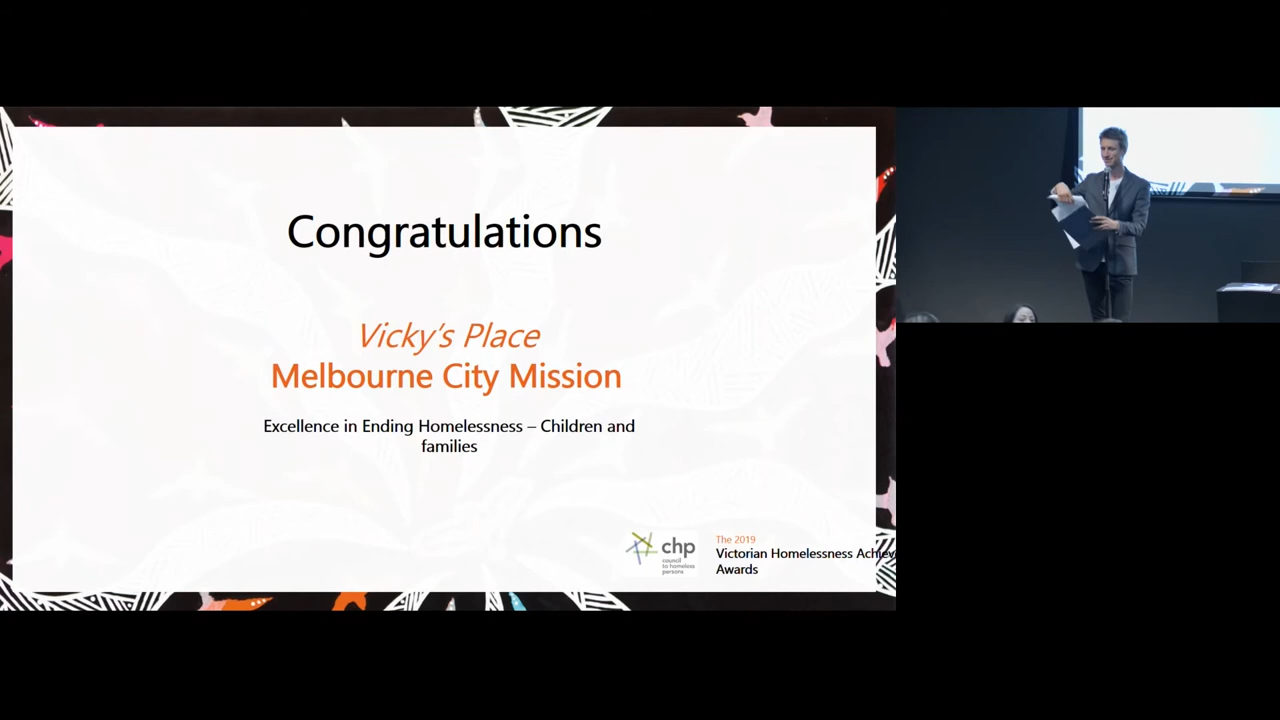 Congratulations
Vicky's Place
Melbourne City Mission
Excellence in Ending Homelessness – Children and
families
chp
council
to homeless
persons
The 2019
Victorian Homelessness Achiev
Awards